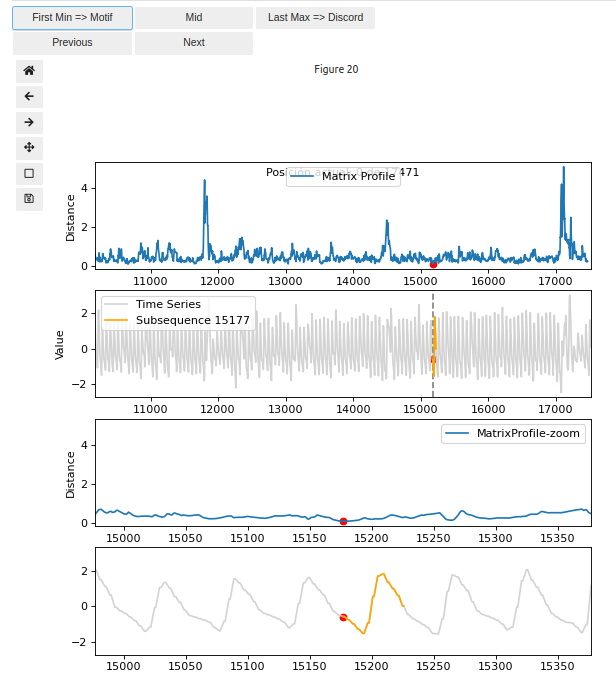 First Min => Motif Mid Last Max => Discord
Previous Next
Figure 20
471
Matrix Profile
Distance
4
2
0
11000 12000 13000 14000 15000 16000 17000
Time Series
Subsequence 15177
Value
2
0
−2
11000 12000 13000 14000 15000 16000 17000
MatrixProfile-zoom
Distance
4
2
0
15000 15050 15100 15150 15200 15250 15300 15350
2
0
−2
15000 15050 15100 15150 15200 15250 15300 15350